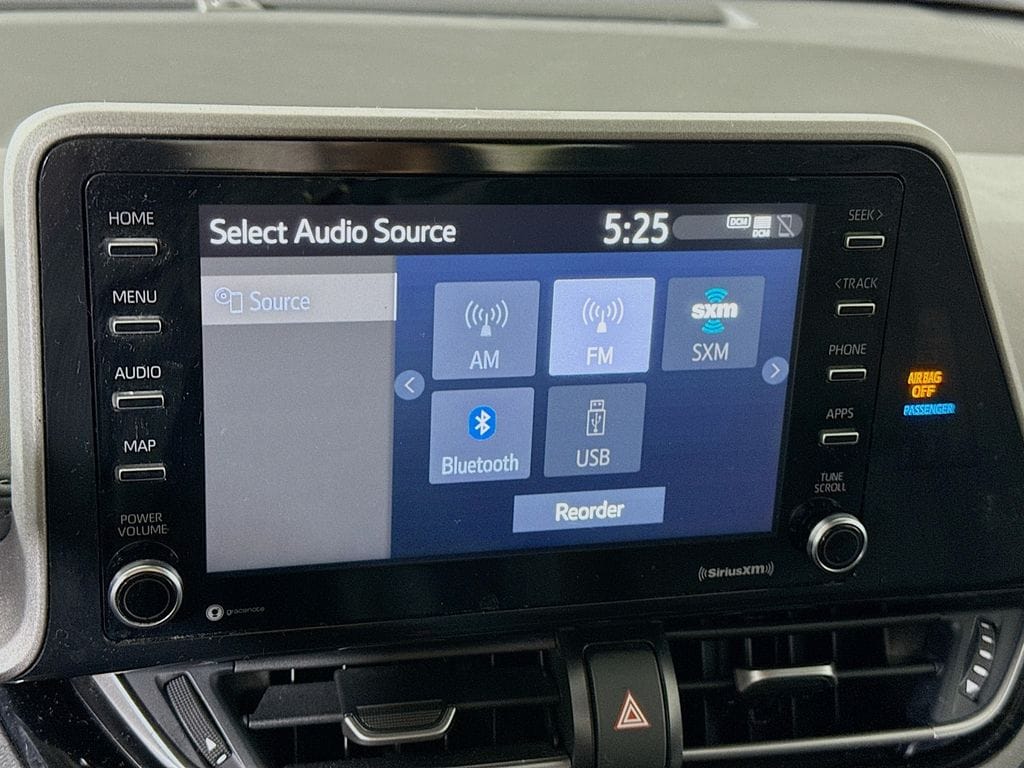 HOME
MENU
AUDIO
MAP
POWER
VOLUME
gracenote
Select Audio Source
5:25
DCM
DCM
Source
AM
FM
sxm
SXM
Bluetooth
USB
Reorder
SiriusXM
SEEK >
< TRACK
PHONE
APPS
TUNE
SCROLL
AIRBAG
OFF
PASSENGER